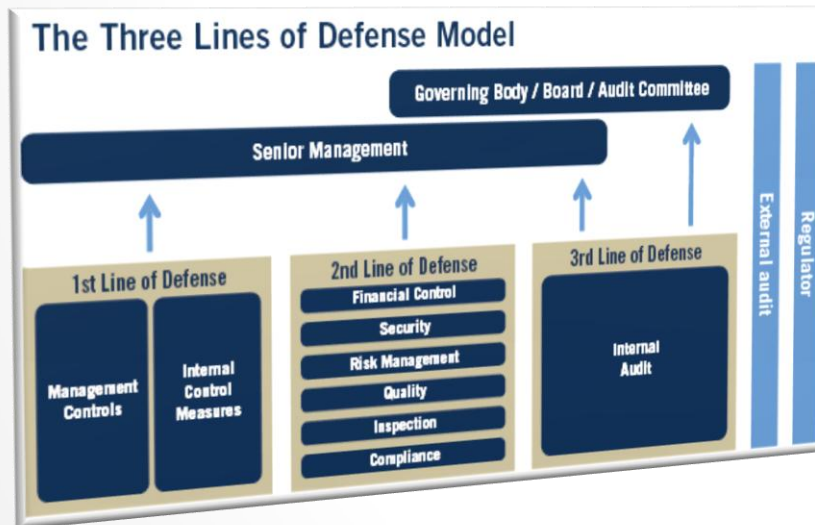 The Three Lines of Defense Model
Governing Body / Board / Audit Committee
Senior Management
1st Line of Defense
Management
Controls
Internal
Control
Measures
2nd Line of Defense
Financial Control
Security
Risk Management
Quality
Inspection
Compliance
3rd Line of Defense
Internal
Audit
External audit
Regulator